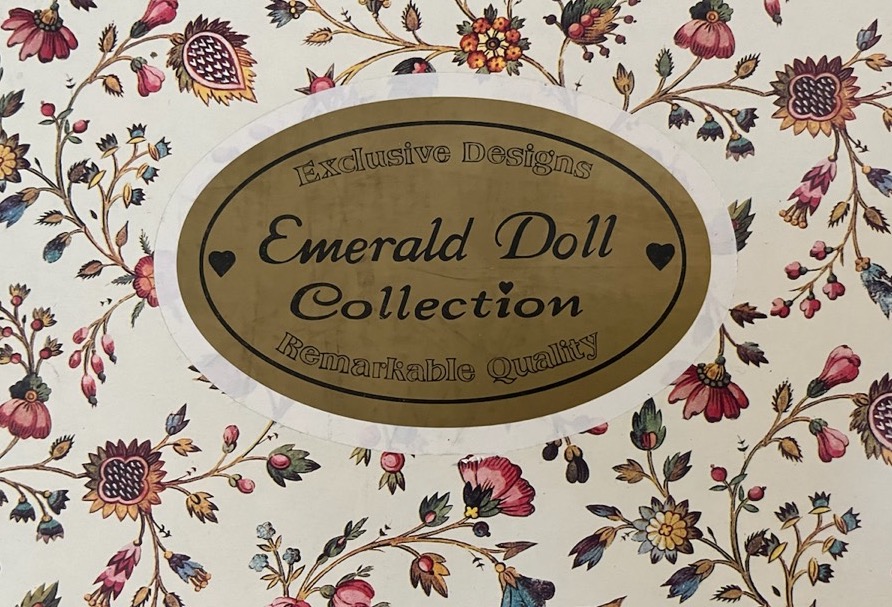 Exclusive Designs
Emerald Doll
Collection
Remarkable Quality